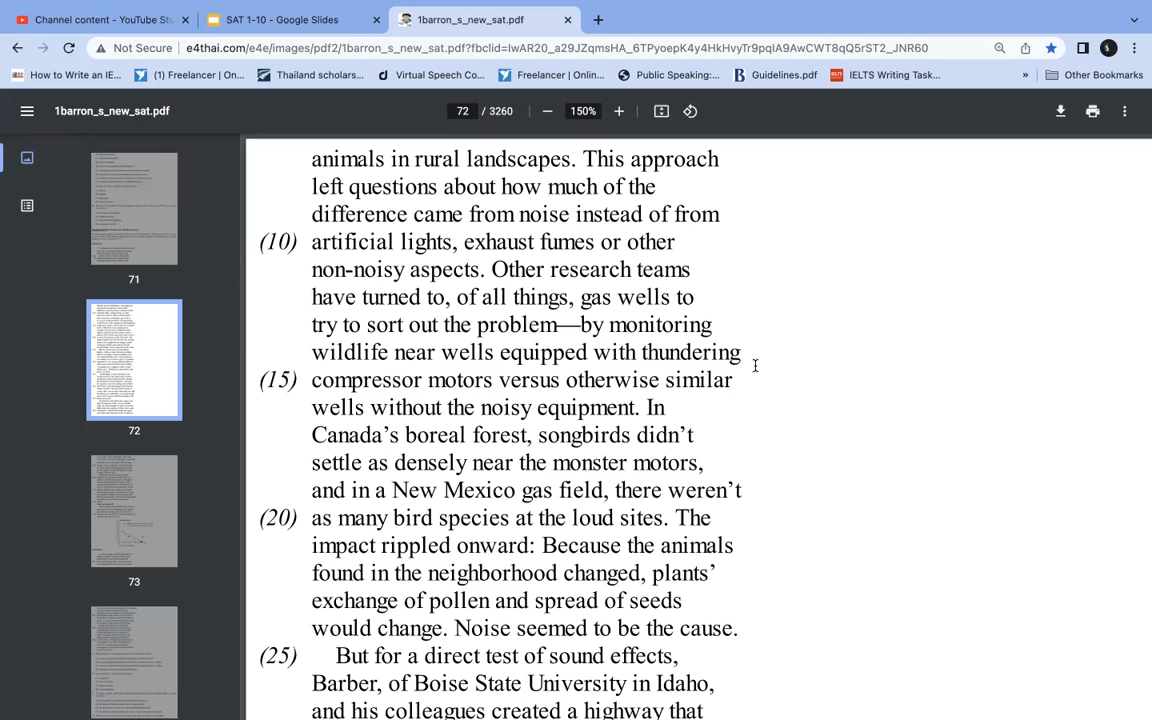 Channel content - YouTube Stu
SAT 1-10 - Google Slides
1barron_s_new_sat.pdf
Not Secure
e4thai.com/e4e/images/pdf2/1barron_s_new_sat.pdf?fbclid=IwAR20_a29JZqmsHA_6TPyoepK4y4HkHvyTr9pqIA9AwCWT8qQ5rST2_JNR60
How to Write an IE...
(1) Freelancer | On...
Thailand scholars...
Virtual Speech Co...
Freelancer | Onlin...
Public Speaking:...
Guidelines.pdf
IELTS Writing Task...
»
Other Bookmarks
1barron_s_new_sat.pdf
72 / 3260
150%
71
72
73
animals in rural landscapes. This approach
left questions about how much of the
difference came from noise instead of from
(10) artificial lights, exhaust fumes or other
non-noisy aspects. Other research teams
have turned to, of all things, gas wells to
try to sort out the problem—by monitoring
wildlife near wells equipped with thundering
(15) compressor motors versus otherwise similar
wells without the noisy equipment. In
Canada’s boreal forest, songbirds didn’t
settle as densely near the monster motors,
and in a New Mexico gas field, there weren’t
(20) as many bird species at the loud sites. The
impact rippled onward: Because the animals
found in the neighborhood changed, plants’
exchange of pollen and spread of seeds
would change. Noise seemed to be the cause.
(25) But for a direct test of sound effects,
Barber, of Boise State University in Idaho,
and his colleagues created a highway that